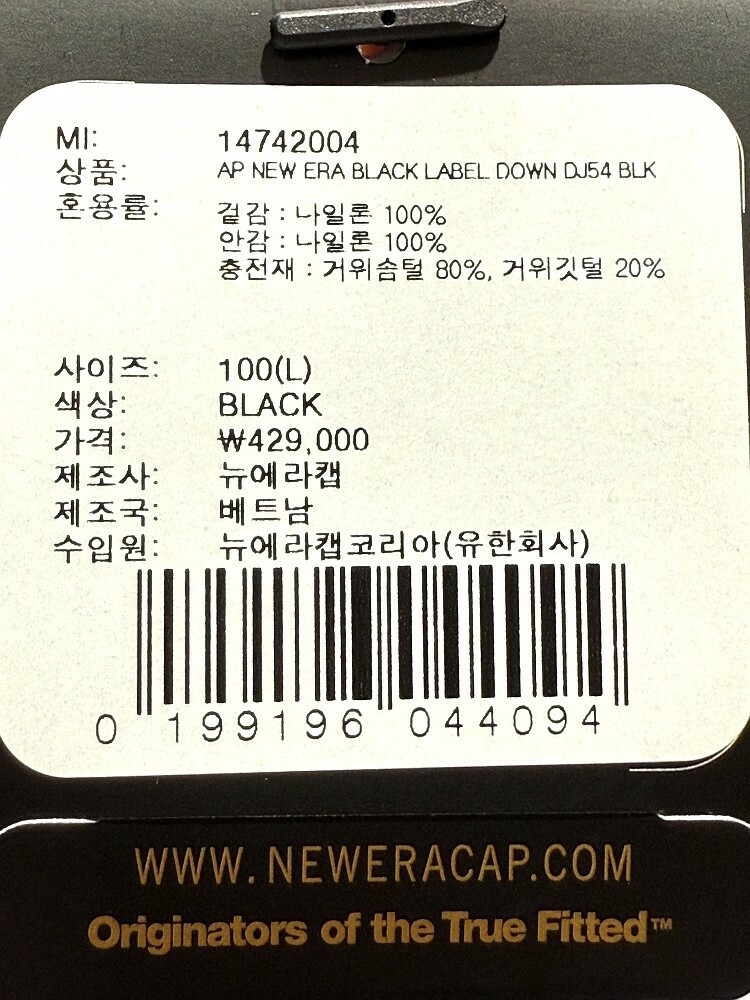 MI: 14742004
상품: AP NEW ERA BLACK LABEL DOWN DJ54 BLK
혼용률: 겉감 : 나일론 100%
안감 : 나일론 100%
충전재 : 거위솜털 80%, 거위깃털 20%
사이즈: 100(L)
색상: BLACK
가격: ₩429,000
제조사: 뉴에라캡
제조국: 베트남
수입원: 뉴에라캡코리아(유한회사)
0 199196 044094
WWW.NEWERACAP.COM
Originators of the True Fitted™